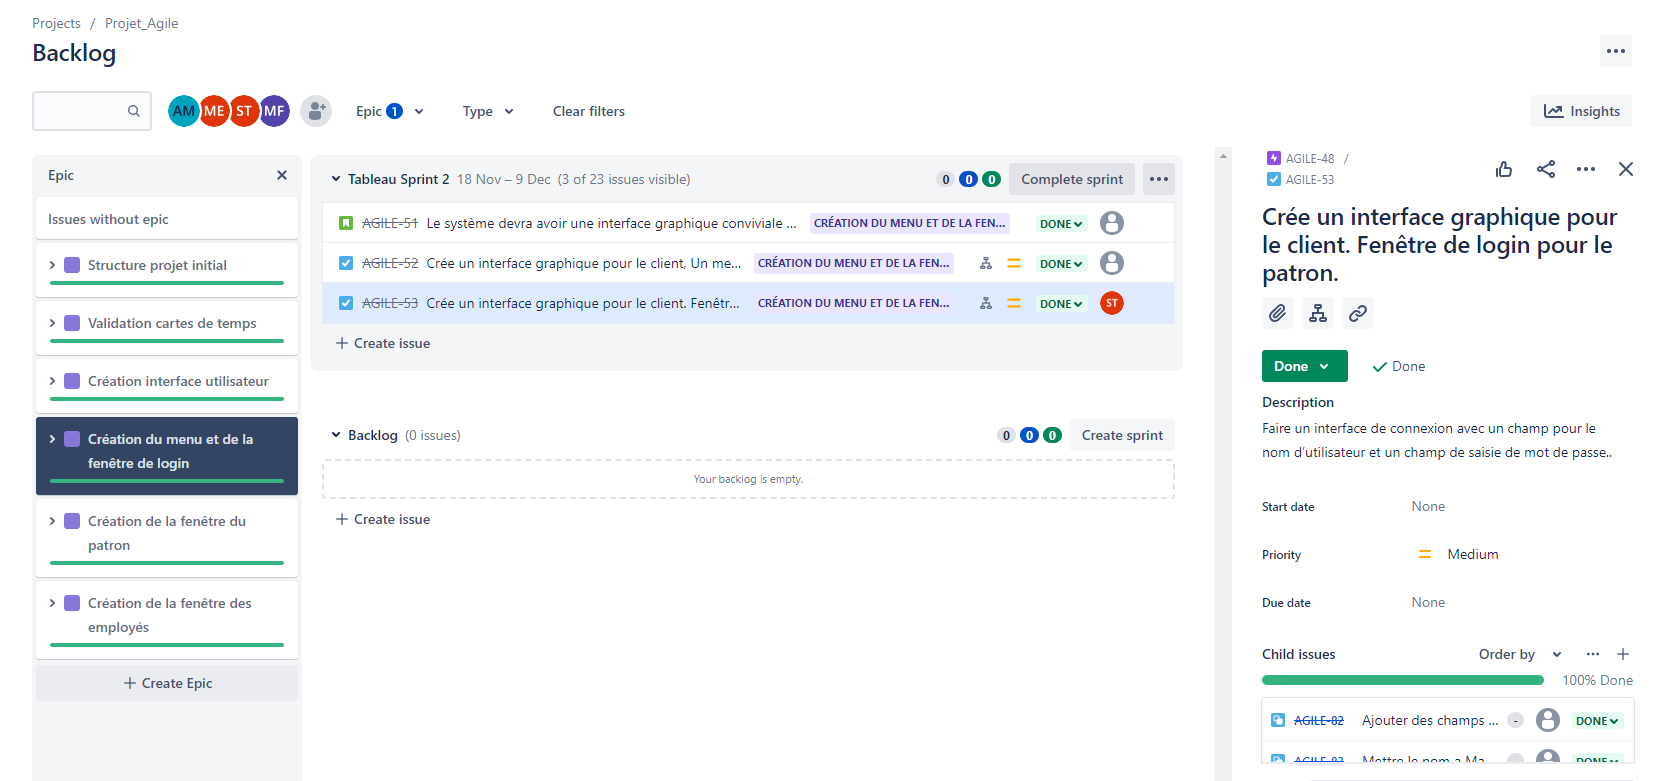 Projects / Projet_Agile
Backlog
AM ME ST MF Epic 1 Type Clear filters
Insights
Epic
Issues without epic
Structure projet initial
Validation cartes de temps
Création interface utilisateur
Création du menu et de la
fenêtre de login
Création de la fenêtre du
patron
Création de la fenêtre des
employés
+ Create Epic
Tableau Sprint 2 18 Nov – 9 Dec (3 of 23 issues visible) 0 0 0 Complete sprint
AGILE-51 Le système devra avoir une interface graphique conviviale ... CRÉATION DU MENU ET DE LA FEN... DONE
AGILE-52 Crée un interface graphique pour le client, Un me... CRÉATION DU MENU ET DE LA FEN... DONE
AGILE-53 Crée un interface graphique pour le client. Fenêtr... CRÉATION DU MENU ET DE LA FEN... DONE ST
+ Create issue
Backlog (0 issues) 0 0 0 Create sprint
Your backlog is empty.
+ Create issue
AGILE-48 /
AGILE-53
Crée un interface graphique pour
le client. Fenêtre de login pour le
patron.
Done Done
Description
Faire un interface de connexion avec un champ pour le
nom d'utilisateur et un champ de saisie de mot de passe..
Start date None
Priority Medium
Due date None
Child issues Order by
100% Done
AGILE-82 Ajouter des champs ... - DONE
AGILE-83 Mettre le nom a Ma... DONE